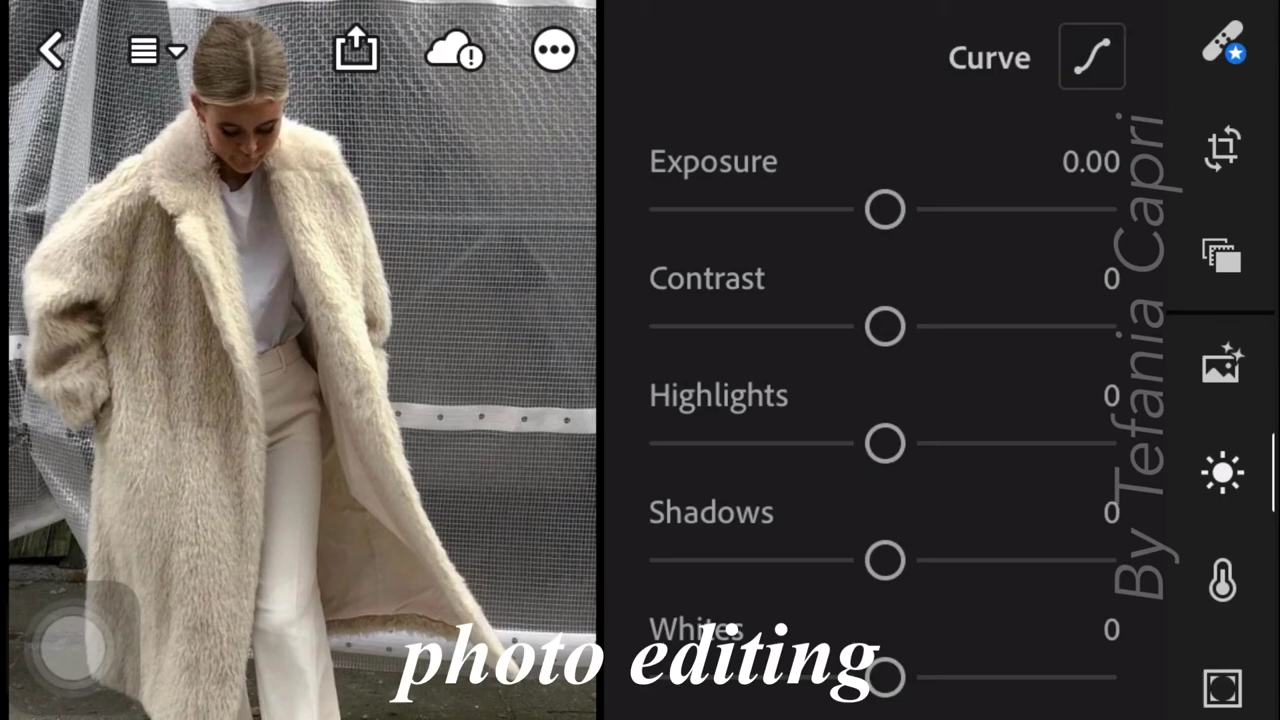 Curve
Exposure 0.00
Contrast 0
Highlights 0
Shadows 0
Whites 0
By Tefania Capri
photo editing